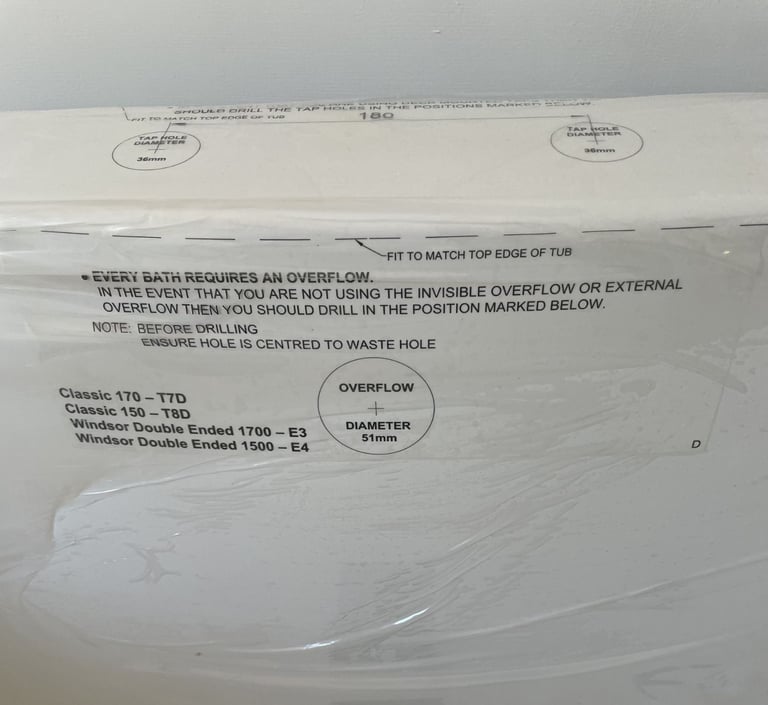 SHOULD DRILL THE TAP HOLES IN THE POSITIONS MARKED BELOW.
FIT TO MATCH TOP EDGE OF TUB
180
TAP HOLE
DIAMETER
36mm
TAP HOLE
DIAMETER
36mm
FIT TO MATCH TOP EDGE OF TUB
• EVERY BATH REQUIRES AN OVERFLOW.
IN THE EVENT THAT YOU ARE NOT USING THE INVISIBLE OVERFLOW OR EXTERNAL
OVERFLOW THEN YOU SHOULD DRILL IN THE POSITION MARKED BELOW.
NOTE: BEFORE DRILLING
ENSURE HOLE IS CENTRED TO WASTE HOLE
Classic 170 – T7D
Classic 150 – T8D
Windsor Double Ended 1700 – E3
Windsor Double Ended 1500 – E4
OVERFLOW
DIAMETER
51mm
D